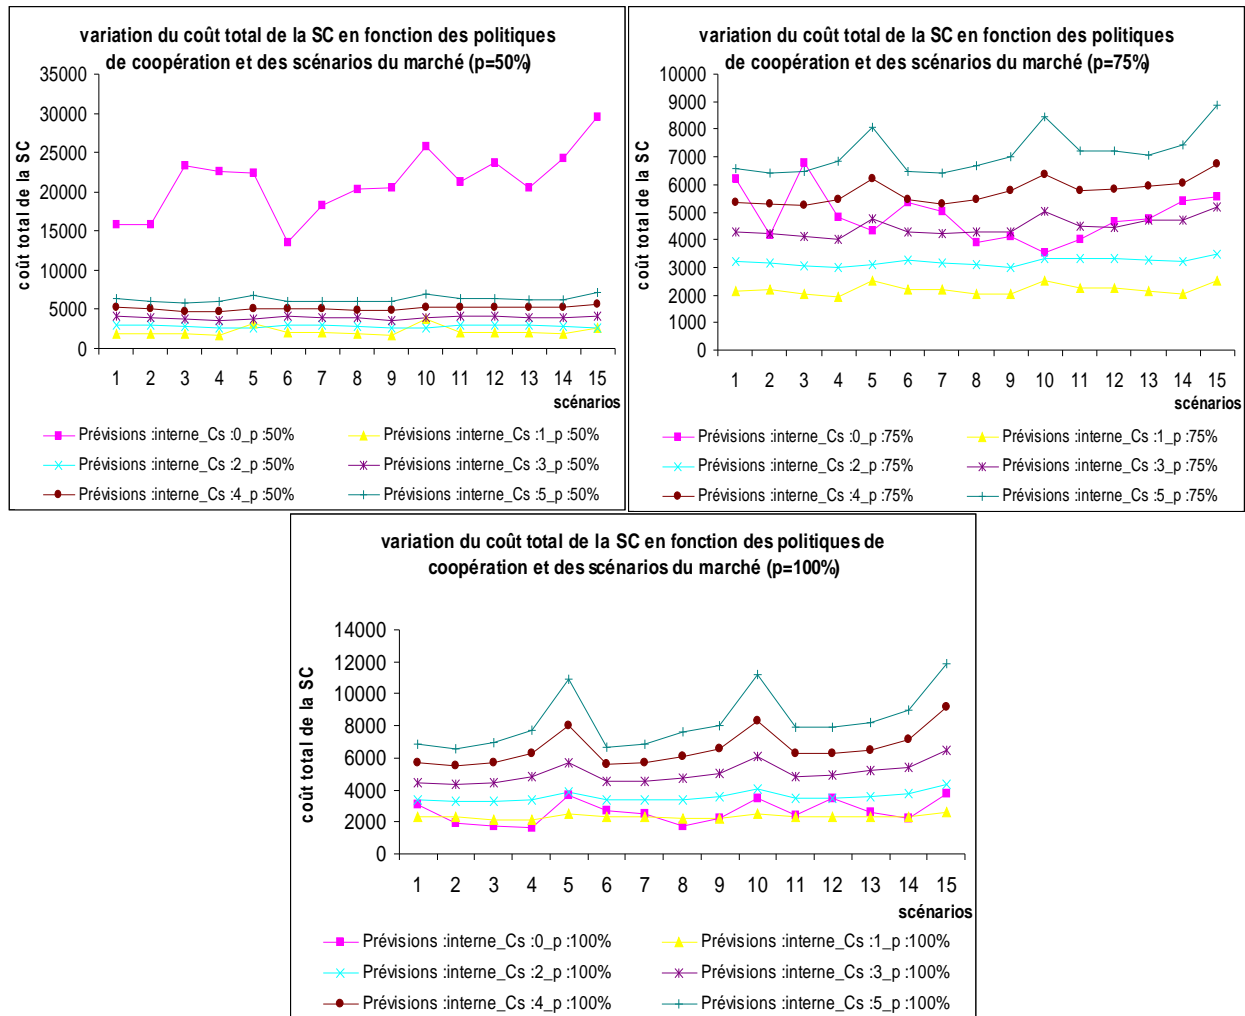 variation du coût total de la SC en fonction des politiques
de coopération et des scénarios du marché (p=50%)
35000
30000
25000
20000
15000
10000
5000
0
coût total de la SC
1 2 3 4 5 6 7 8 9 10 11 12 13 14 15
scénarios
Prévisions :interne_Cs :0_p :50% Prévisions :interne_Cs :1_p :50%
Prévisions :interne_Cs :2_p :50% Prévisions :interne_Cs :3_p :50%
Prévisions :interne_Cs :4_p :50% Prévisions :interne_Cs :5_p :50%
variation du coût total de la SC en fonction des politiques
de coopération et des scénarios du marché (p=75%)
10000
9000
8000
7000
6000
5000
4000
3000
2000
1000
0
coût total de la SC
1 2 3 4 5 6 7 8 9 10 11 12 13 14 15
scénarios
Prévisions :interne_Cs :0_p :75% Prévisions :interne_Cs :1_p :75%
Prévisions :interne_Cs :2_p :75% Prévisions :interne_Cs :3_p :75%
Prévisions :interne_Cs :4_p :75% Prévisions :interne_Cs :5_p :75%
variation du coût total de la SC en fonction des politiques de
coopération et des scénarios du marché (p=100%)
14000
12000
10000
8000
6000
4000
2000
0
coût total de la SC
1 2 3 4 5 6 7 8 9 10 11 12 13 14 15
scénarios
Prévisions :interne_Cs :0_p :100% Prévisions :interne_Cs :1_p :100%
Prévisions :interne_Cs :2_p :100% Prévisions :interne_Cs :3_p :100%
Prévisions :interne_Cs :4_p :100% Prévisions :interne_Cs :5_p :100%